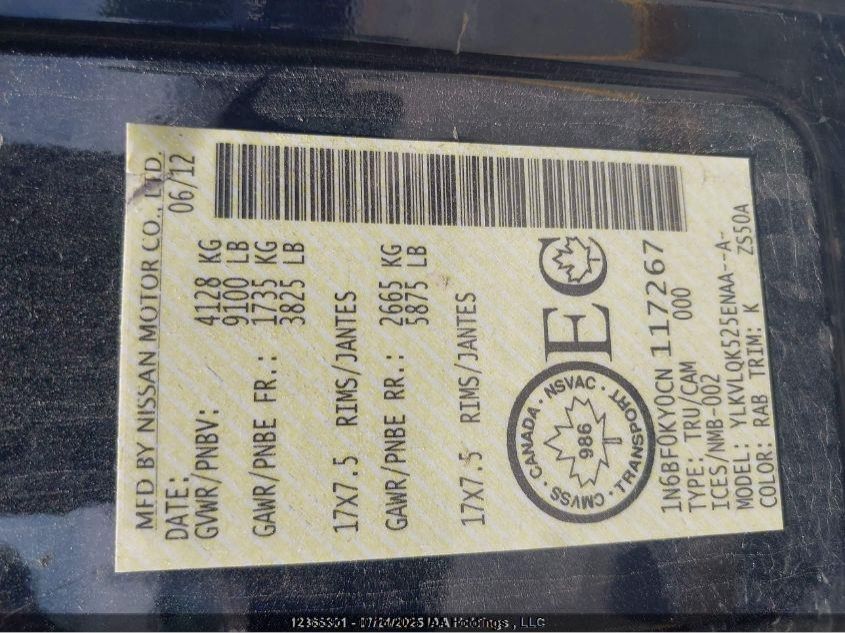 MFD BY NISSAN MOTOR CO., LTD.
DATE: 06/12
GVWR/PNBV: 4128 KG
9100 LB
GAWR/PNBE FR.: 1735 KG
3825 LB
17X7.5 RIMS/JANTES
GAWR/PNBE RR.: 2665 KG
5875 LB
17X7.5 RIMS/JANTES
CANADA · NSVAC · TRANSPORT · CMVSS ·
986
EC
1N6BF0KY0CN 117267
TYPE: TRU/CAM 000
ICES/NMB-002
MODEL: YLKVLQK525ENAA--A-
COLOR: RAB TRIM: K ZS50A
12365301 - 07/24/2025 IAA Holdings , LLC